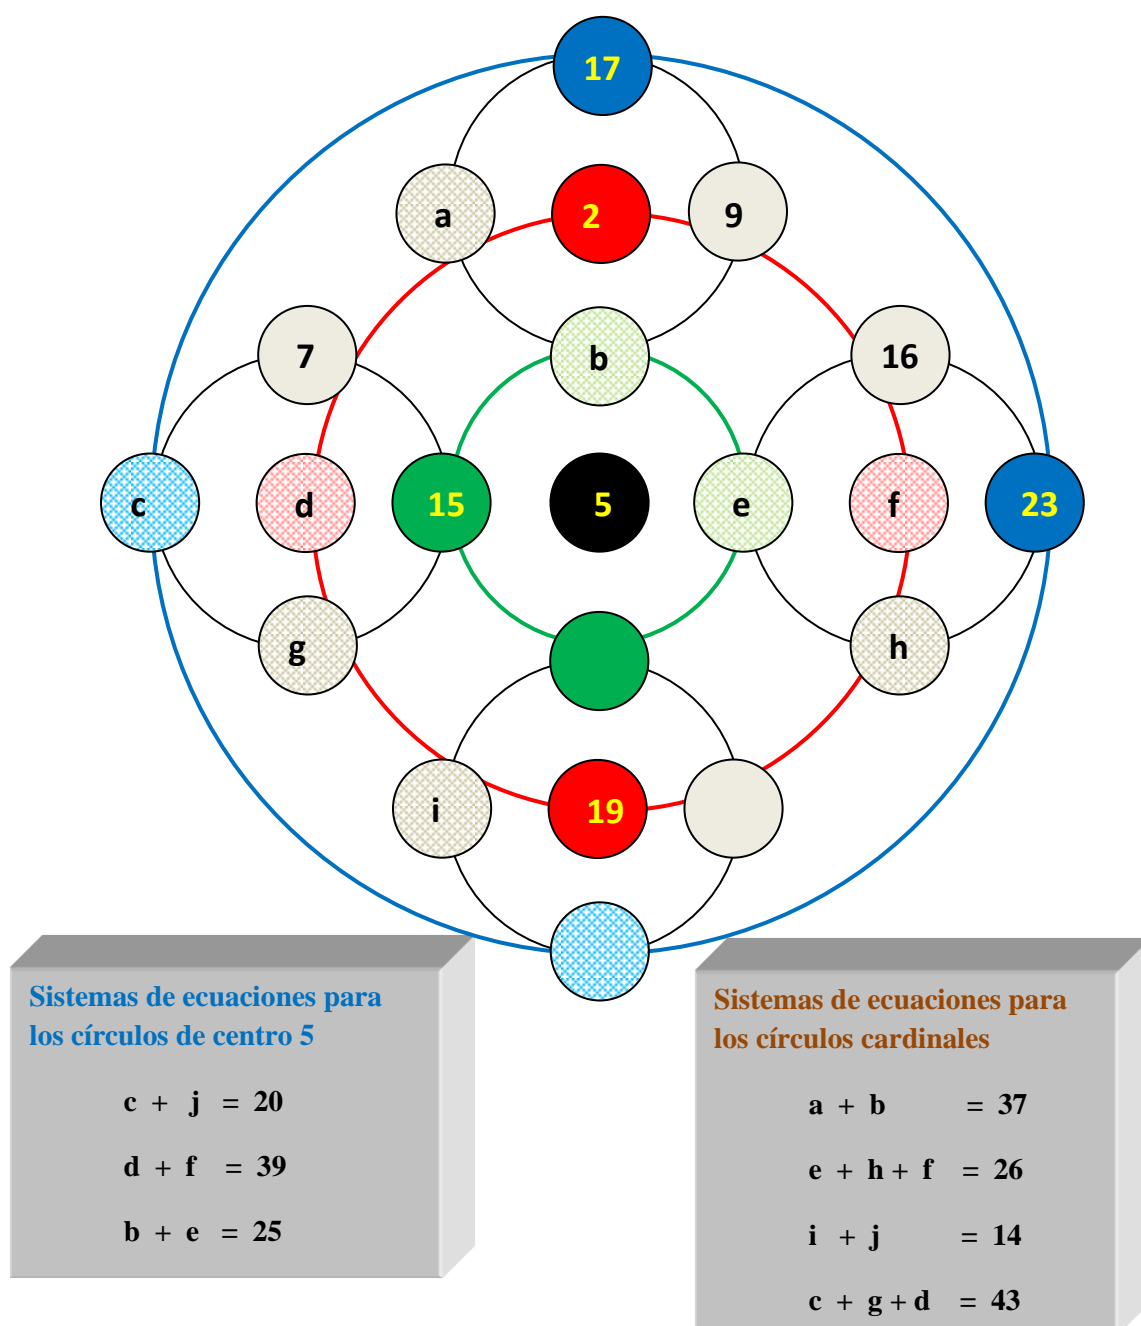 17
a 2 9
7 b 16
c d 15 5 e f 23
g h
i 19
Sistemas de ecuaciones para
los círculos de centro 5
c + j = 20
d + f = 39
b + e = 25
Sistemas de ecuaciones para
los círculos cardinales
a + b = 37
e + h + f = 26
i + j = 14
c + g + d = 43